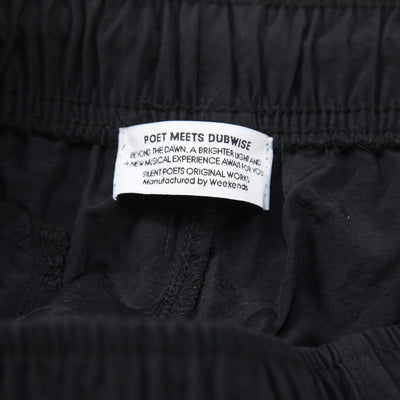 POET MEETS DUBWISE
BEYOND THE DAWN, A BRIGHTER LIGHT AND
A NEW MUSICAL EXPERIENCE AWAIT FOR YOU
SILENT POETS ORIGINAL WORKS
Manufactured by Weekends